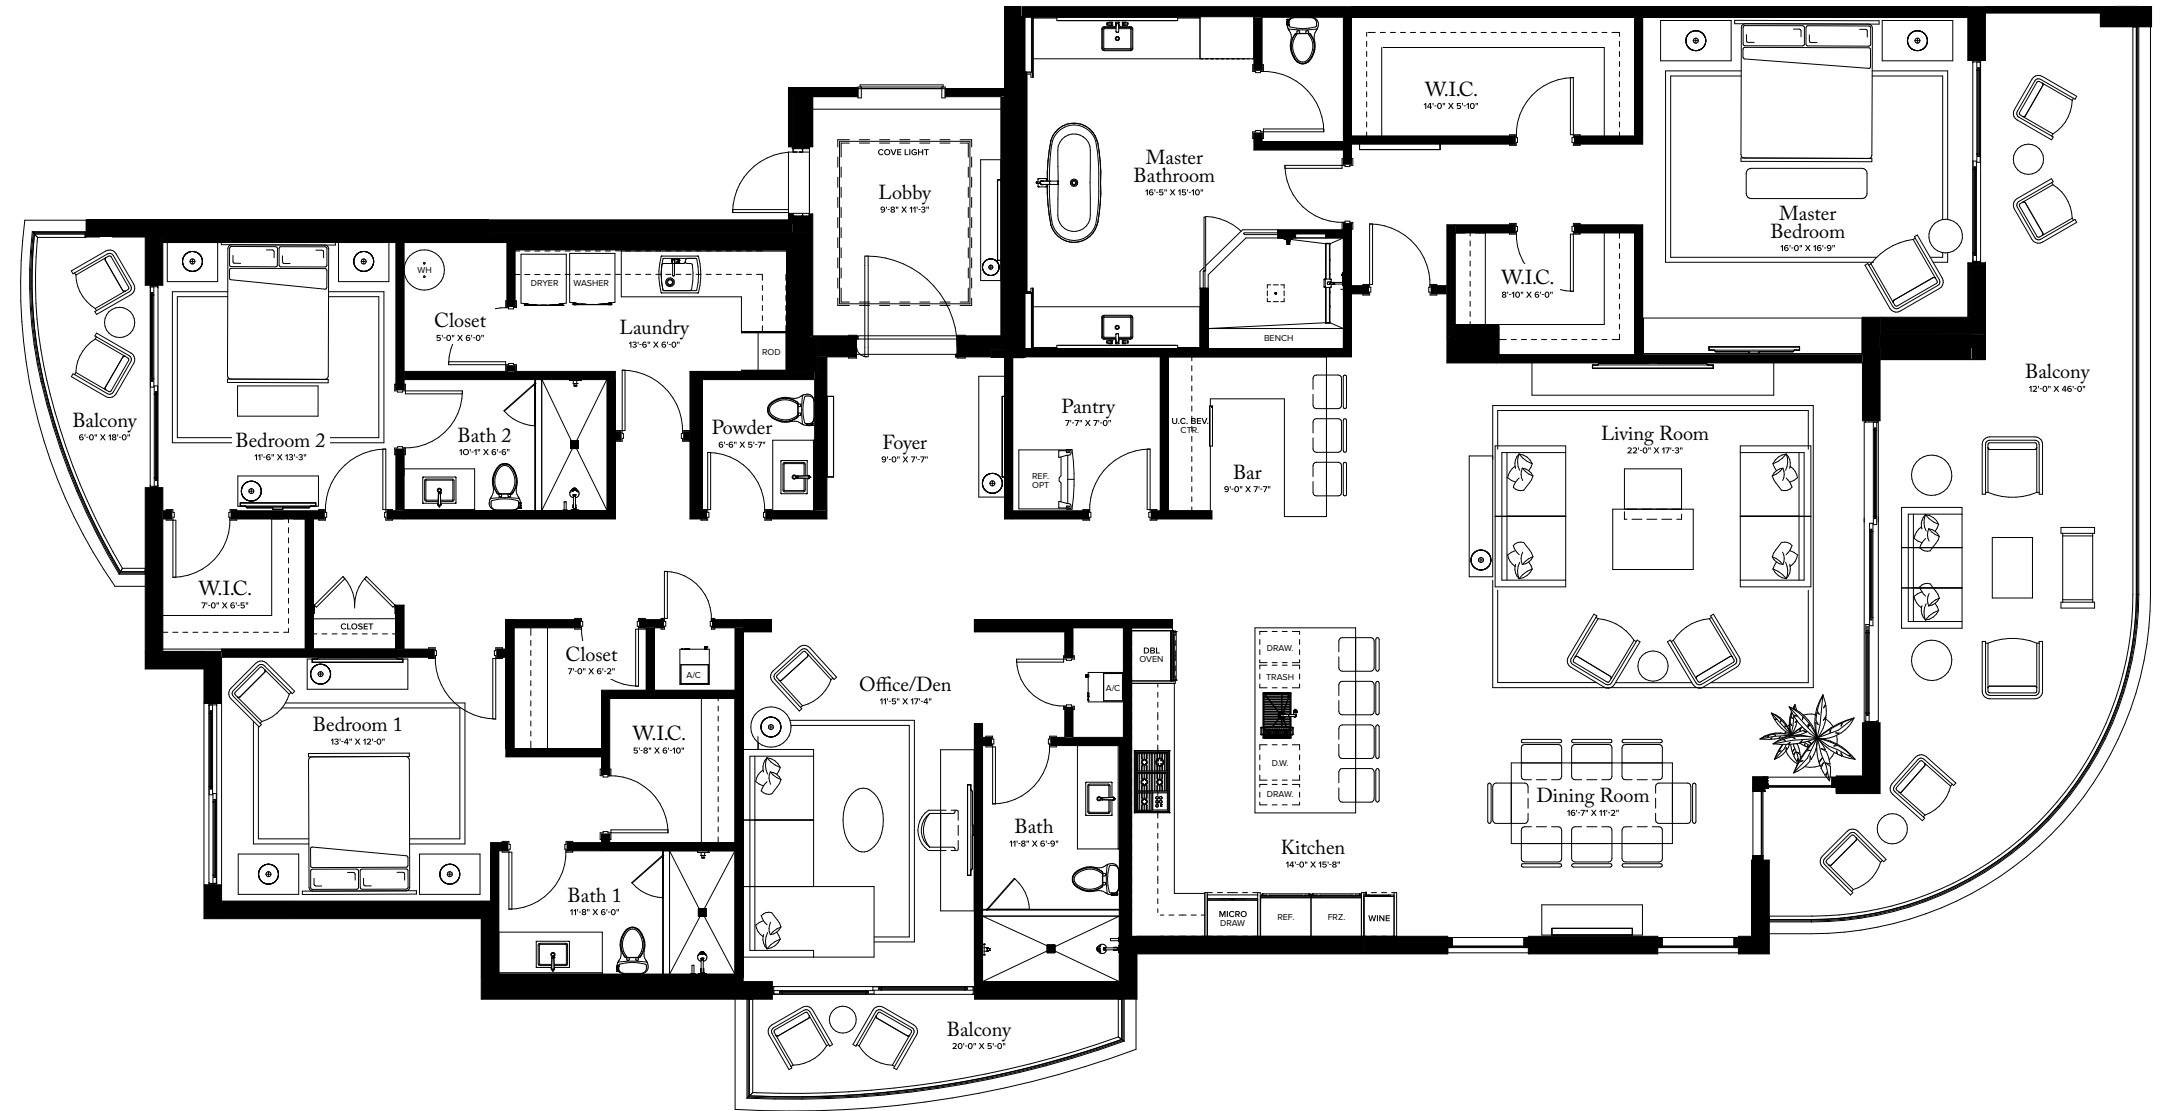 W.I.C.
14'-0" X 5'-10"
COVE LIGHT
Lobby
9'-8" X 11'-3"
Master
Bathroom
16'-5" X 15'-10"
Master
Bedroom
16'-0" X 16'-9"
W.I.C.
8'-10" X 6'-0"
WH
DRYER
WASHER
Closet
5'-0" X 6'-0"
Laundry
13'-6" X 6'-0"
ROD
BENCH
Balcony
12'-0" X 46'-0"
Balcony
6'-0" X 18'-0"
Bedroom 2
11'-6" X 13'-3"
Bath 2
10'-1" X 6'-6"
Powder
6'-6" X 5'-7"
Foyer
9'-0" X 7'-7"
Pantry
7'-7" X 7'-0"
REF.
OPT
U.C. BEV.
CTR.
Bar
9'-0" X 7'-7"
Living Room
22'-0" X 17'-3"
W.I.C.
7'-0" X 6'-5"
CLOSET
Closet
7'-0" X 6'-2"
A/C
Office/Den
11'-5" X 17'-4"
A/C
DBL
OVEN
DRAW.
TRASH
D.W.
DRAW.
Bedroom 1
13'-4" X 12'-0"
W.I.C.
5'-8" X 6'-10"
Bath
11'-8" X 6'-9"
Dining Room
16'-7" X 11'-2"
Kitchen
14'-0" X 15'-8"
Bath 1
11'-8" X 6'-0"
MICRO
DRAW
REF.
FRZ.
WINE
Balcony
20'-0" X 5'-0"